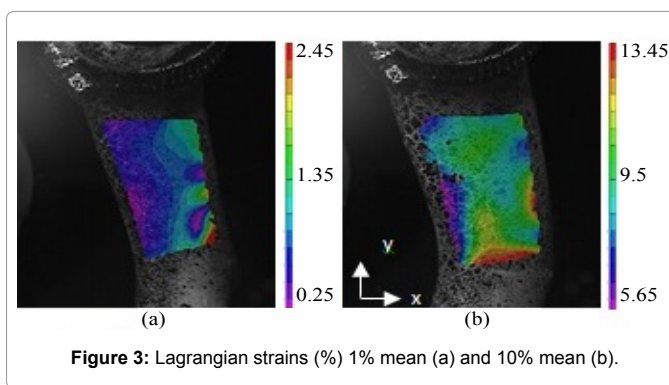 2.45
1.35
0.25
(a)
13.45
9.5
5.65
y
x
(b)
Figure 3: Lagrangian strains (%) 1% mean (a) and 10% mean (b).